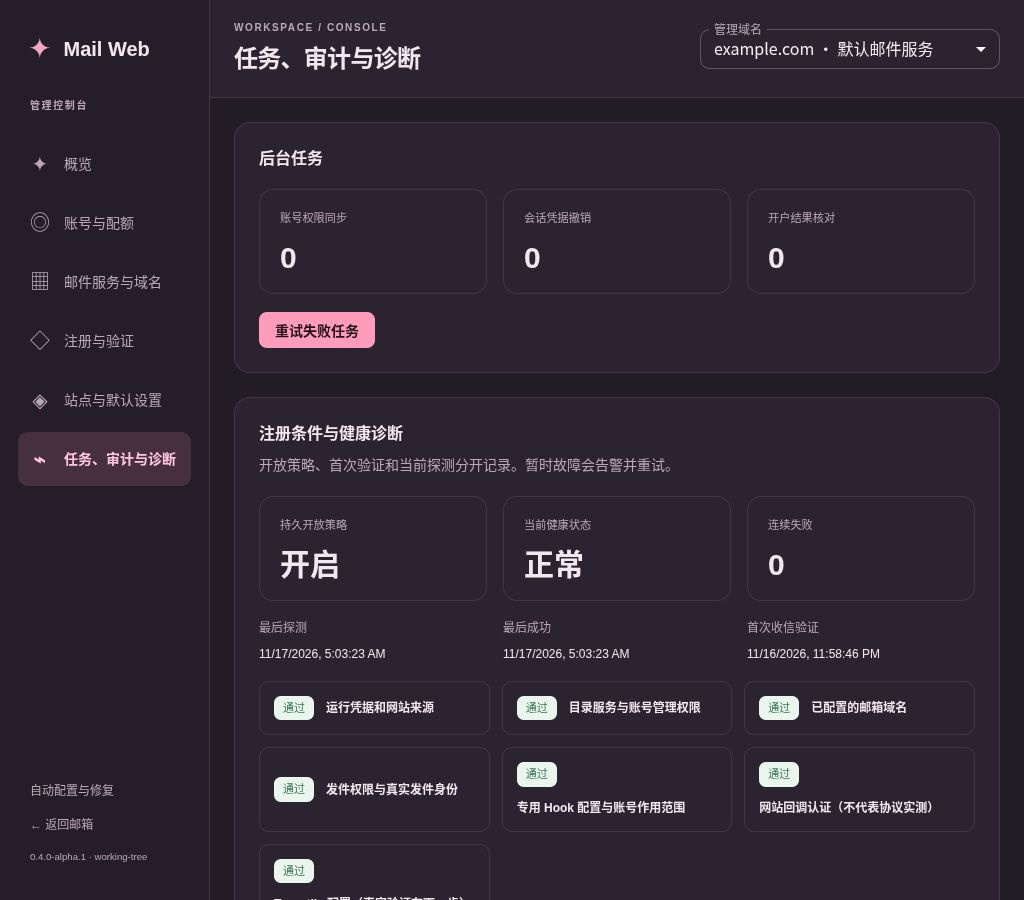 Mail Web
管理控制台
概览
账号与配额
邮件服务与域名
注册与验证
站点与默认设置
任务、审计与诊断
自动配置与修复
← 返回邮箱
0.4.0-alpha.1 · working-tree
WORKSPACE / CONSOLE
任务、审计与诊断
管理域名
example.com · 默认邮件服务
后台任务
账号权限同步
0
会话凭据撤销
0
开户结果核对
0
重试失败任务
注册条件与健康诊断
开放策略、首次验证和当前探测分开记录。暂时故障会告警并重试。
持久开放策略
开启
当前健康状态
正常
连续失败
0
最后探测
11/17/2026, 5:03:23 AM
最后成功
11/17/2026, 5:03:23 AM
首次收信验证
11/16/2026, 11:58:46 PM
通过 运行凭据和网站来源
通过 目录服务与账号管理权限
通过 已配置的邮箱域名
通过 发件权限与真实发件身份
通过
专用 Hook 配置与账号作用范围
通过
网站回调认证（不代表协议实测）
通过